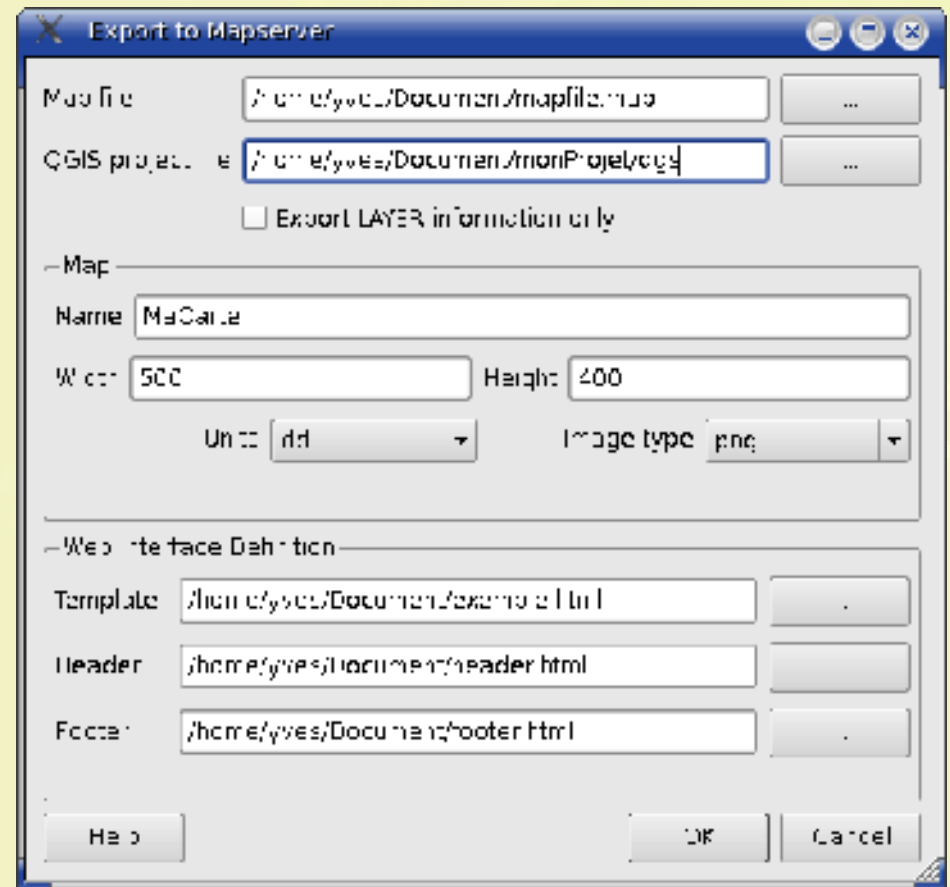 Export to Mapserver
Map file /home/yves/Document/mapfile.map ...
QGIS project file /home/yves/Document/monProjet/qgs ...
Export LAYER information only
Map
Name MaCarte
Width 500 Height 400
Units dd Image type png
Web Interface Definition
Template /home/yves/Document/example.html
Header /home/yves/Document/header.html
Footer /home/yves/Document/footer.html
Help OK Cancel